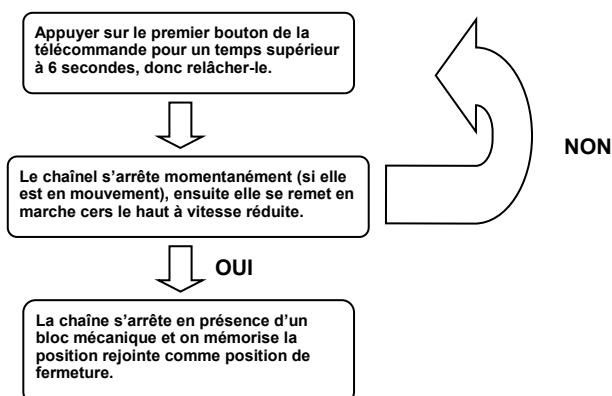 Appuyer sur le premier bouton de la
télécommande pour un temps supérieur
à 6 secondes, donc relâcher-le.
NON
Le chaînel s’arrête momentanément (si elle
est en mouvement), ensuite elle se remet en
marche cers le haut à vitesse réduite.
OUI
La chaîne s’arrête en présence d’un
bloc mécanique et on mémorise la
position rejointe comme position de
fermeture.